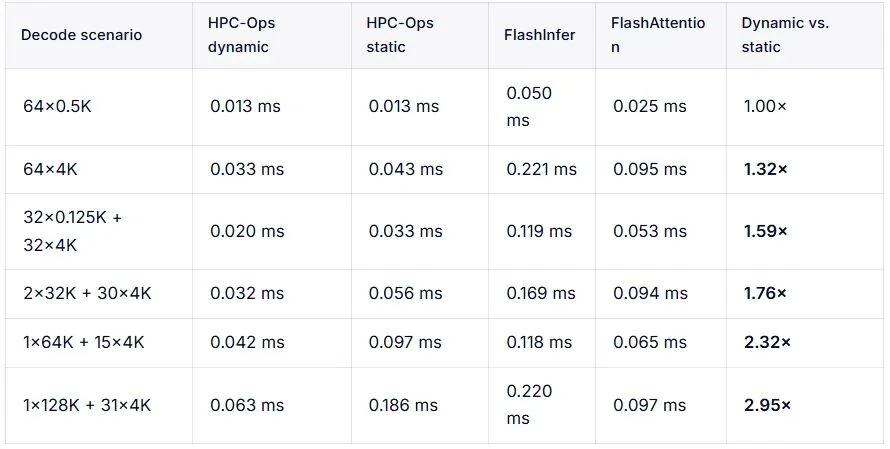 Decode scenario
HPC-Ops
dynamic
HPC-Ops
static
FlashInfer
FlashAttentio
n
Dynamic vs.
static
64×0.5K
0.013 ms
0.013 ms
0.050
ms
0.025 ms
1.00×
64×4K
0.033 ms
0.043 ms
0.221 ms
0.095 ms
1.32×
32×0.125K +
32×4K
0.020 ms
0.033 ms
0.119 ms
0.053 ms
1.59×
2×32K + 30×4K
0.032 ms
0.056 ms
0.169 ms
0.094 ms
1.76×
1×64K + 15×4K
0.042 ms
0.097 ms
0.118 ms
0.065 ms
2.32×
1×128K + 31×4K
0.063 ms
0.186 ms
0.220
ms
0.097 ms
2.95×